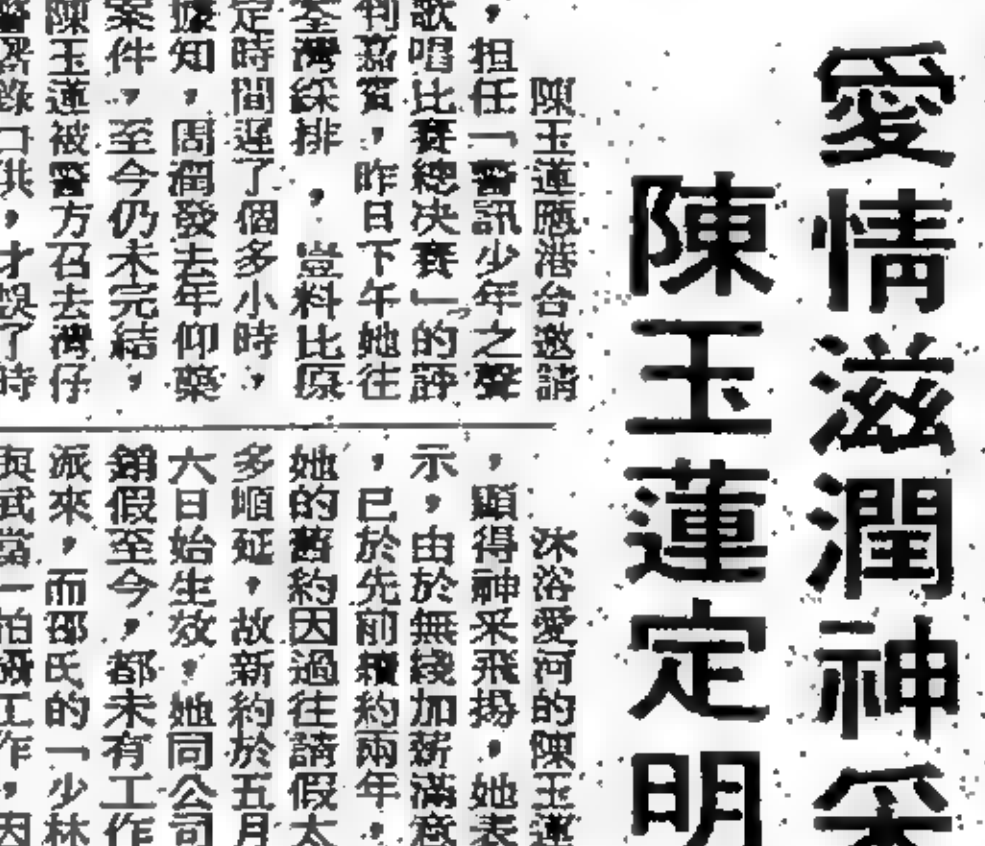 愛情滋潤神采
陳玉蓮定明
陳玉蓮應港台邀請
，担任「警訊少年之聲
歌唱比賽總決賽」的評
判嘉賓，昨日下午她往
荃灣綵排，豈料比原
定時間遲了個多小時，
據知，周潤發去年仰藥
案件，至今仍未完結，
陳玉蓮被警方召去灣仔
警署錄口供，才誤了時
沐浴愛河的陳玉蓮
，顯得神采飛揚，她表
示，由於無綫加薪滿意
，已於先前續約兩年，
她的舊約因過往請假太
多順延，故新約於五月
六日始生效，她同公司
銷假至今，都未有工作
派來，而邵氏的「少林
與武當一拍工作，因